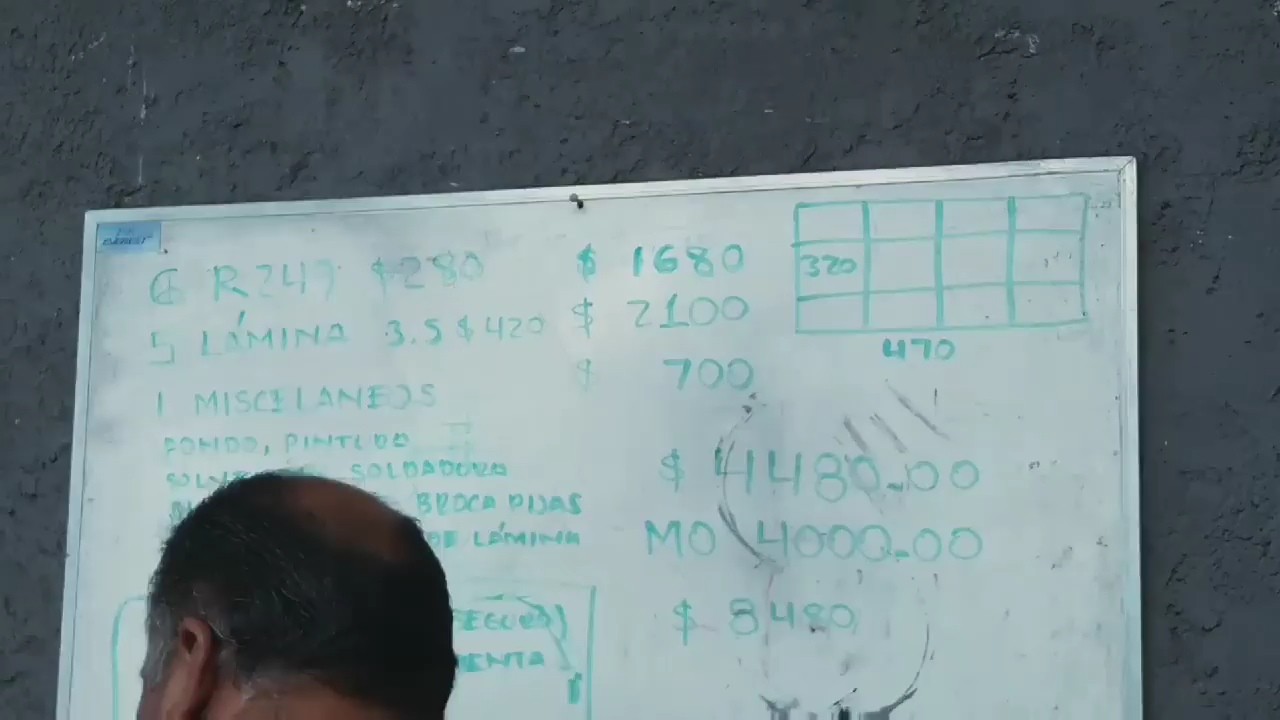 6 R247 $280 $ 1680
5 LÁMINA 3.5 $420 $ 2100
1 MISCELANEOS $ 700
FONDO, PINTURA
SOLDADURA
BROCA PIJAS
DE LÁMINA
$ 4480.00
MO 4000.00
$ 8480
320
470
SEGURO)